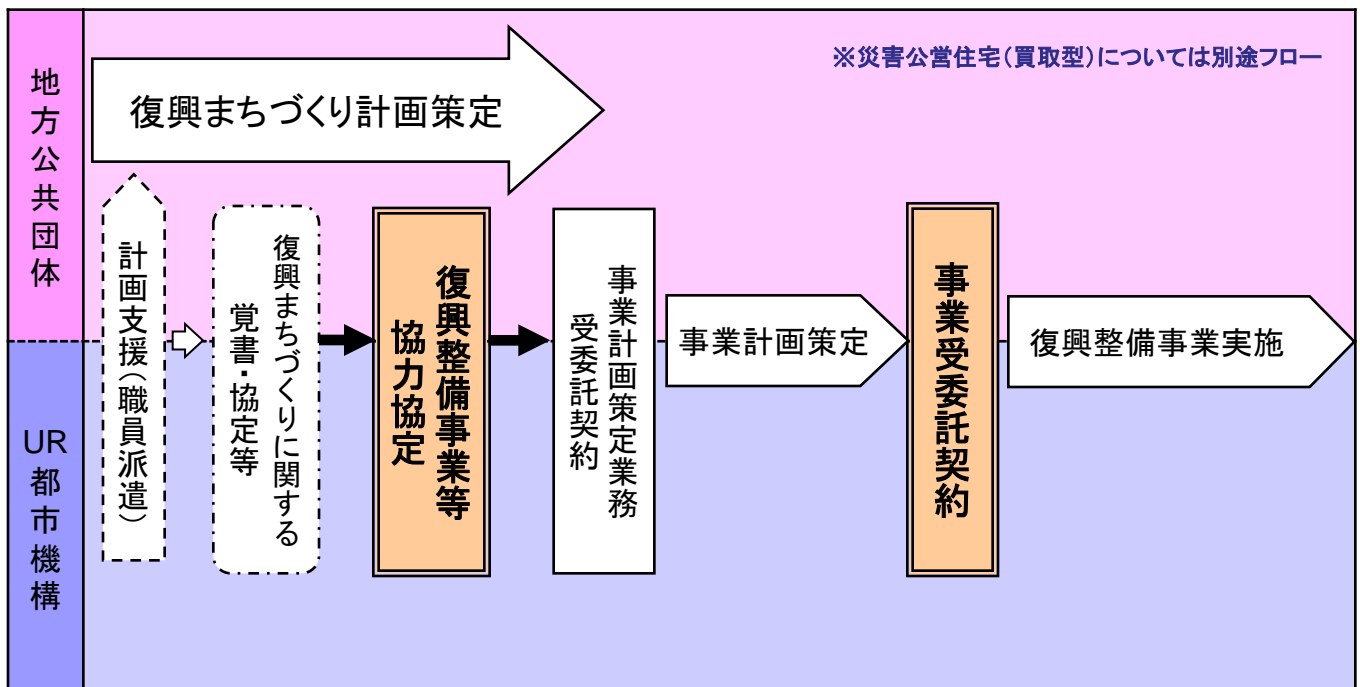 ※災害公営住宅(買取型)については別途フロー
地方公共団体
復興まちづくり計画策定
計画支援(職員派遣)
復興まちづくりに関する
覚書・協定等
復興整備事業等
協力協定
事業計画策定業務
受委託契約
事業計画策定
事業受委託契約
復興整備事業実施
UR
都市機構